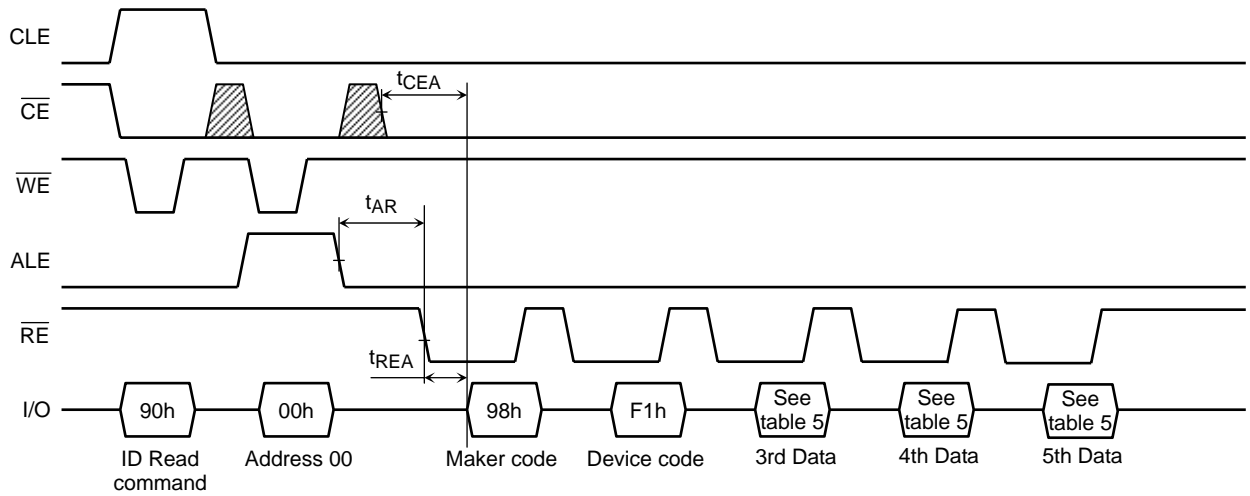 CLE
CE
tCEA
WE
tAR
ALE
RE
tREA
I/O
90h
00h
98h
F1h
See
table 5
See
table 5
See
table 5
ID Read
command
Address 00
Maker code
Device code
3rd Data
4th Data
5th Data